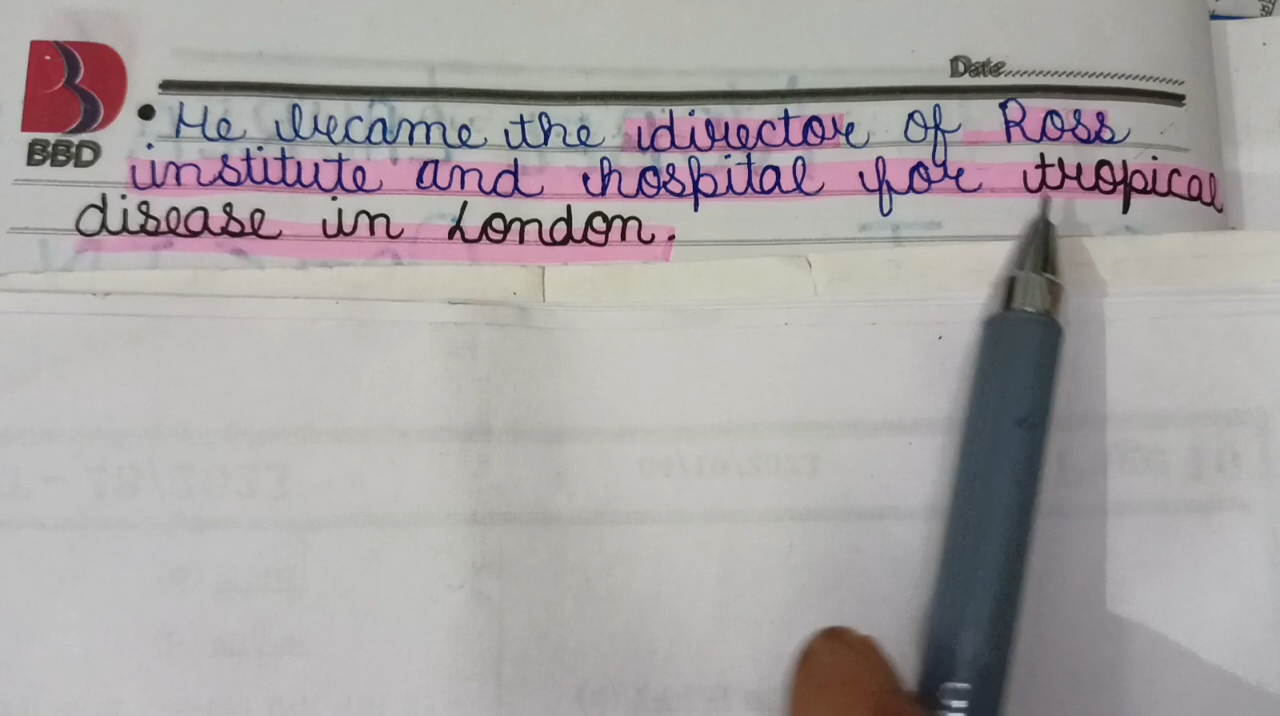 Date
BBD
• He became the director of Ross
institute and hospital for tropical
disease in London.